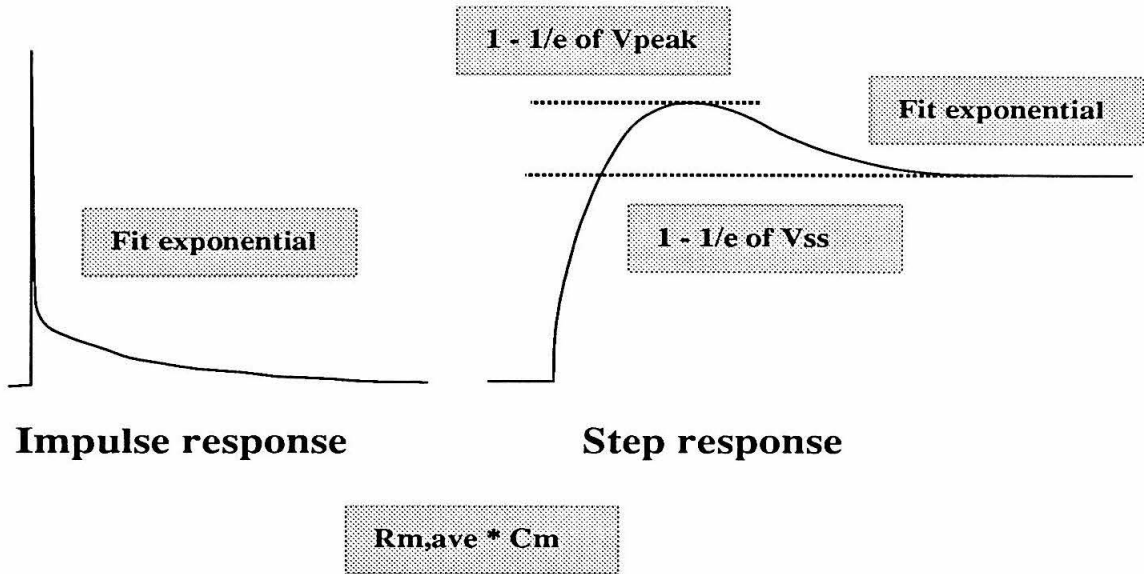 1 - 1/e of Vpeak
Fit exponential
Fit exponential
1 - 1/e of Vss
Impulse response
Step response
Rm,ave * Cm